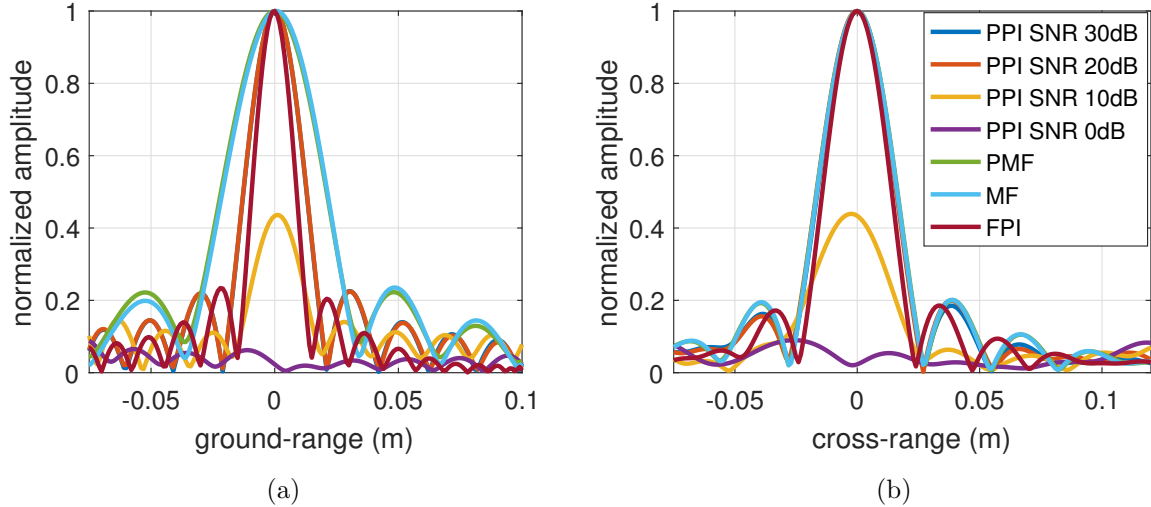 normalized amplitude
1
0.8
0.6
0.4
0.2
0
-0.05
0
0.05
0.1
ground-range (m)
(a)
normalized amplitude
1
0.8
0.6
0.4
0.2
0
-0.05
0
0.05
0.1
cross-range (m)
PPI SNR 30dB
PPI SNR 20dB
PPI SNR 10dB
PPI SNR 0dB
PMF
MF
FPI
(b)